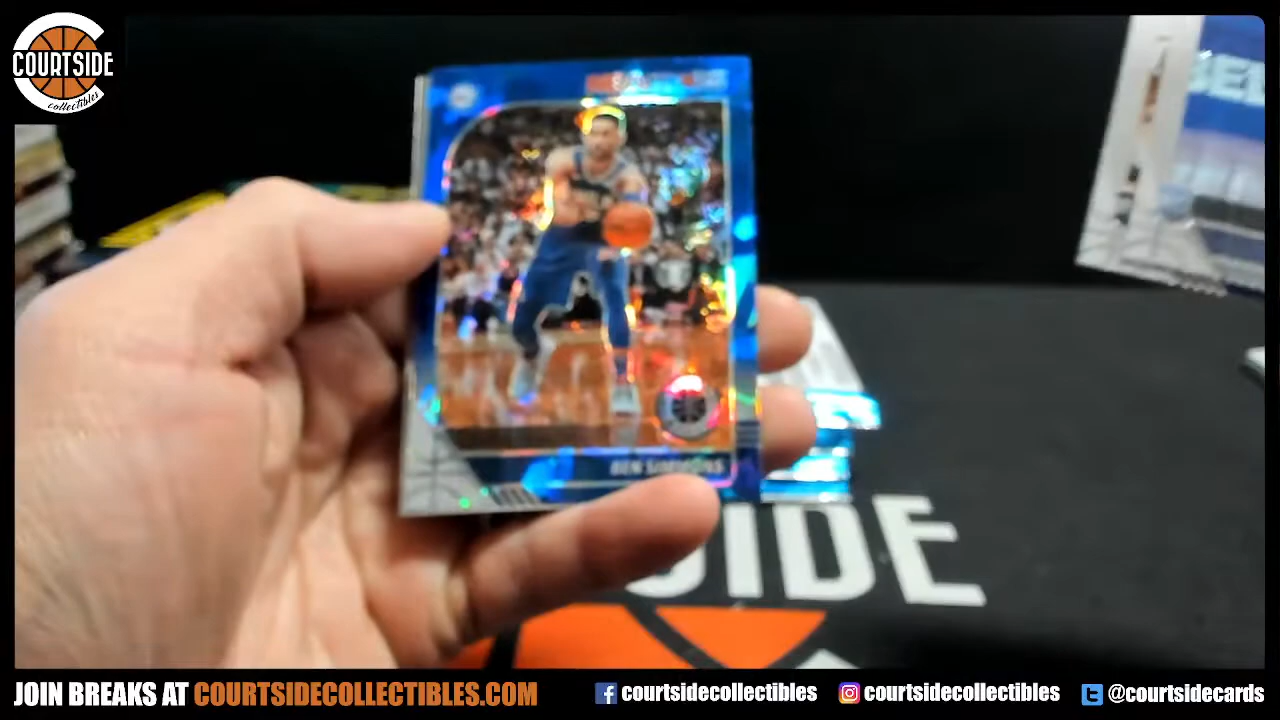 COURTSIDE
collectibles
BEN SIMMONS
SIDE
JOIN BREAKS AT COURTSIDECOLLECTIBLES.COM
courtsidecollectibles
courtsidecollectibles
@courtsidecards